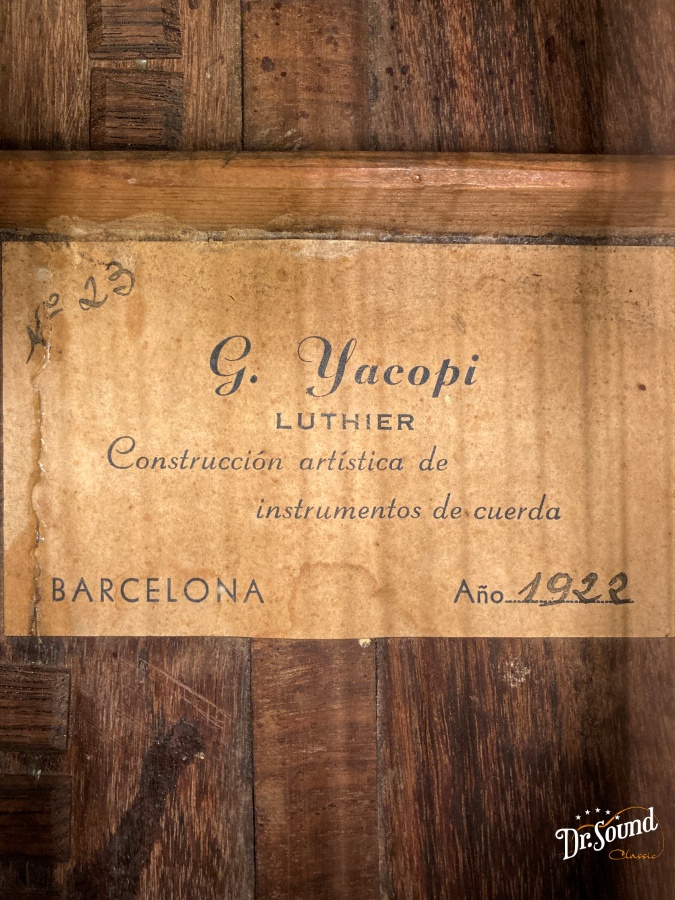 Nº 23
G. Yacopi
LUTHIER
Construcción artística de
instrumentos de cuerda
BARCELONA Año 1922
Dr. Sound
Classic